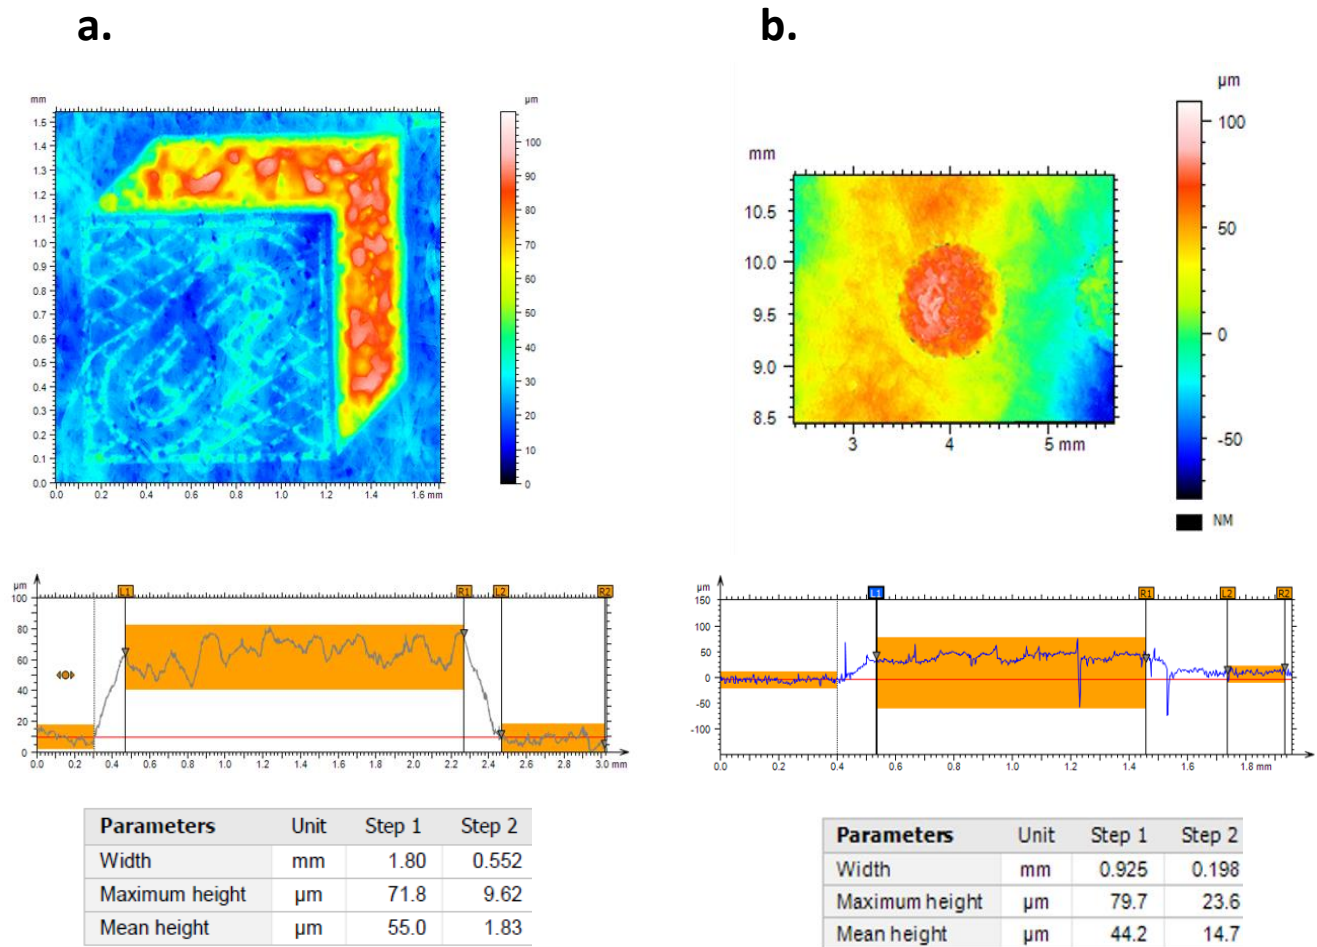 a.
b.
mm
µm
1.5
1.4
1.3
1.2
1.1
1.0
0.9
0.8
0.7
0.6
0.5
0.4
0.3
0.2
0.1
0.0
0.0 0.2 0.4 0.6 0.8 1.0 1.2 1.4 1.6 mm
100
90
80
70
60
50
40
30
20
10
0
µm
mm
10.5
10.0
9.5
9.0
8.5
3 4 5 mm
100
50
0
-50
NM
µm
L1 R1 L2 R2
100
80
60
40
20
0
0.0 0.2 0.4 0.6 0.8 1.0 1.2 1.4 1.6 1.8 2.0 2.2 2.4 2.6 2.8 3.0 mm
µm
L1 R1 L2 R2
150
100
50
0
-50
-100
0.0 0.2 0.4 0.6 0.8 1.0 1.2 1.4 1.6 1.8 mm
Parameters Unit Step 1 Step 2
Width mm 1.80 0.552
Maximum height µm 71.8 9.62
Mean height µm 55.0 1.83
Parameters Unit Step 1 Step 2
Width mm 0.925 0.198
Maximum height µm 79.7 23.6
Mean height µm 44.2 14.7